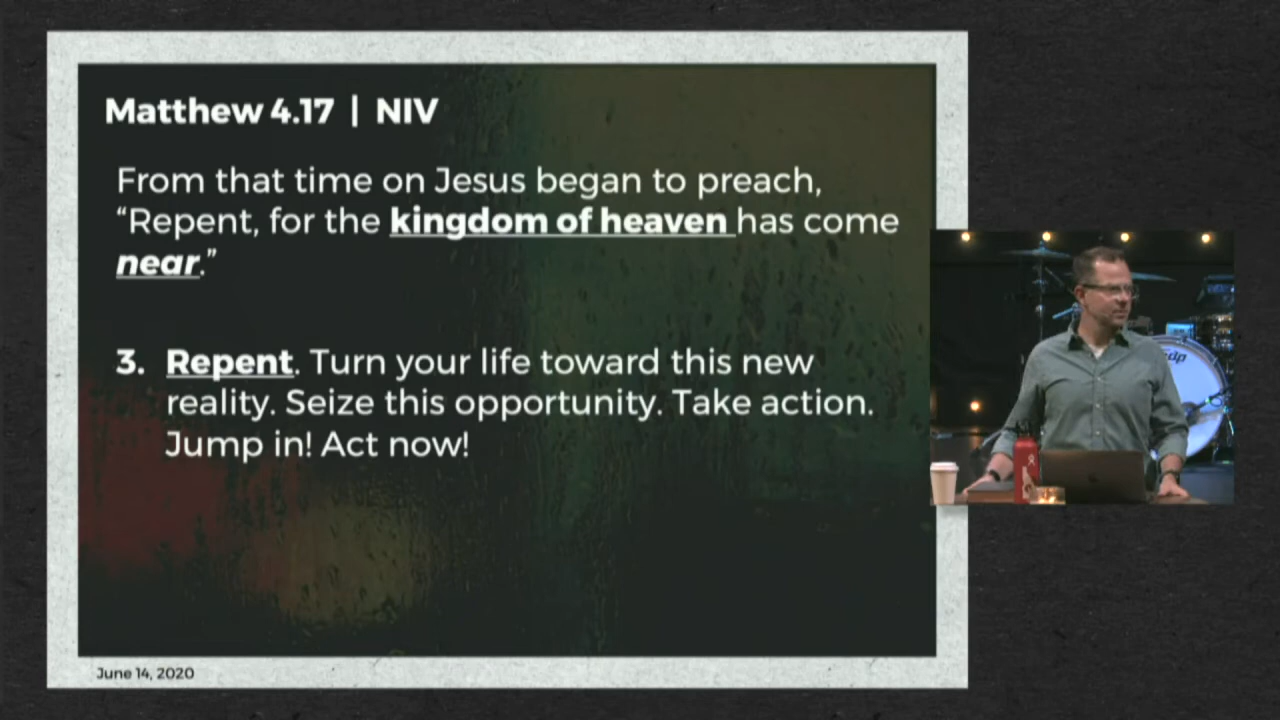 Matthew 4.17 | NIV
From that time on Jesus began to preach,
“Repent, for the kingdom of heaven has come
near.”
3. Repent. Turn your life toward this new
reality. Seize this opportunity. Take action.
Jump in! Act now!
June 14, 2020
dp